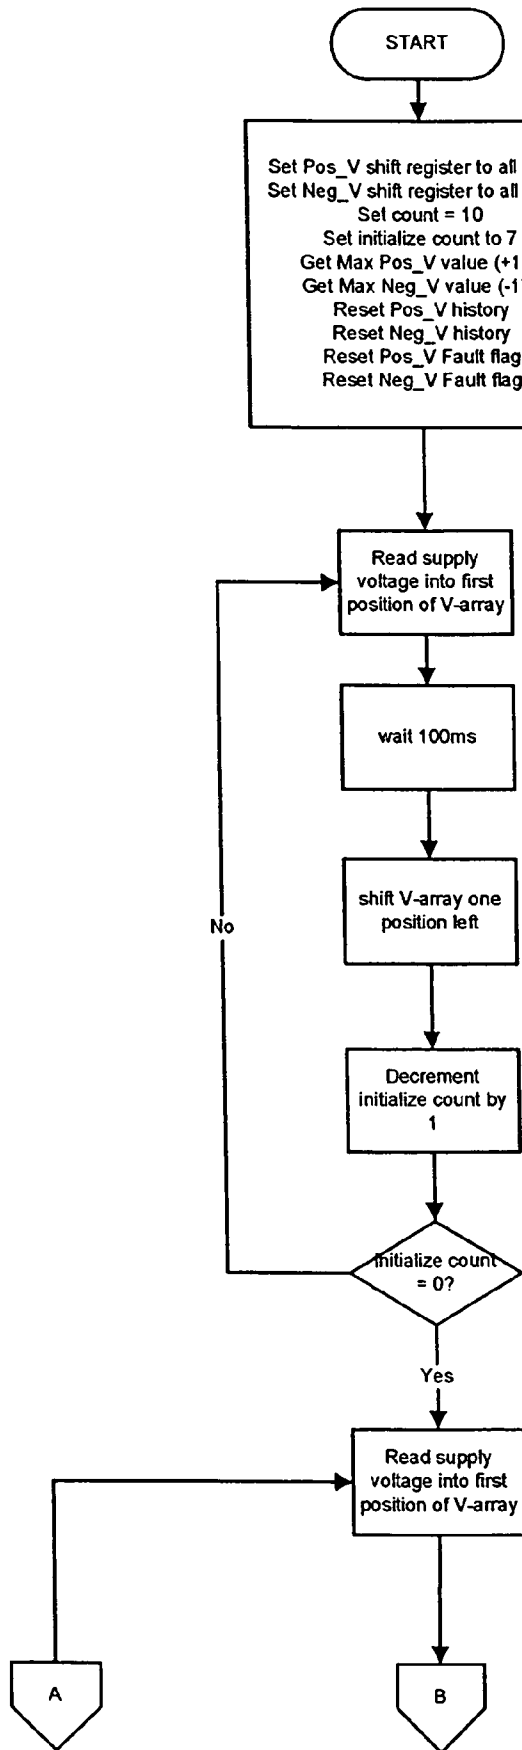 START
Set Pos_V shift register to all
Set Neg_V shift register to all
Set count = 10
Set initialize count to 7
Get Max Pos_V value (+1
Get Max Neg_V value (-1
Reset Pos_V history
Reset Neg_V history
Reset Pos_V Fault flag
Reset Neg_V Fault flag
Read supply
voltage into first
position of V-array
wait 100ms
shift V-array one
position left
No
Decrement
initialize count by
1
Initialize count
= 0?
Yes
Read supply
voltage into first
position of V-array
A
B